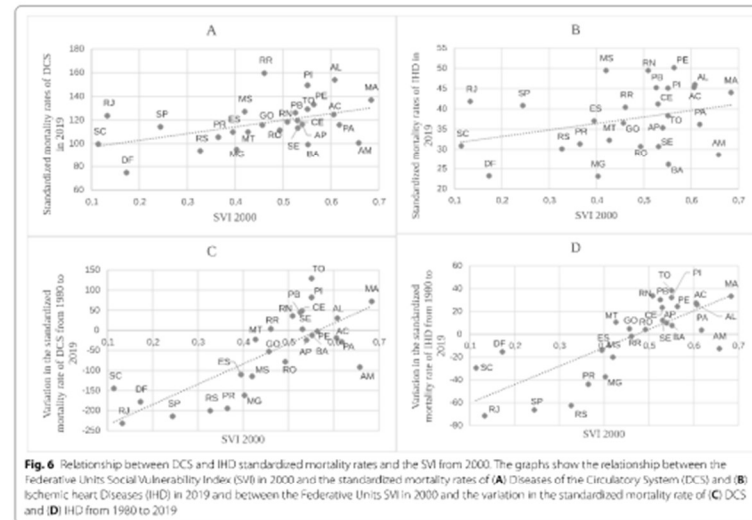 A
Standardized mortality rates of DCS
in 2019
180
160
140
120
100
80
60
RR
AL
PI
PE
MA
RJ
MS
TO
PB
AC
SP
RN
CE
GO
ES
PR
PA
SC
RS
MT
RO
AP
SE
MG
BA
AM
DF
0,1 0,2 0,3 0,4 0,5 0,6 0,7
SVI 2000
B
Standardized mortality rates of IHD in
2019
55
50
45
40
35
30
25
20
MS
RN
PE
PB
PI
AL
MA
RJ
SP
RR
CE
AC
ES
TO
SC
GO
AP
PA
RS
PR
MT
RO
SE
AM
DF
MG
BA
0,1 0,2 0,3 0,4 0,5 0,6 0,7
SVI 2000
C
Variation in the standardized
mortality rate of DCS from 1980 to
2019
150
100
50
0
-50
-100
-150
-200
-250
TO
PI
PB
MA
RN
AL
RR
SE
MT
AC
PE
PA
GO
AP
BA
ES
MS
RO
AM
SC
DF
RS
PR
MG
SP
RJ
0,1 0,2 0,3 0,4 0,5 0,6 0,7
SVI 2000
D
Variation in the standardized
mortality rate of IHD from 1980 to
2019
60
40
20
0
-20
-40
-60
-80
TO
PI
RN
PB
MA
AC
CE
PE
MT
GO
RO
AP
AL
PA
DF
ES
MS
RR
SE
BA
AM
SC
PR
MG
SP
RS
RJ
0,1 0,2 0,3 0,4 0,5 0,6 0,7
SVI 2000
Fig. 6 Relationship between DCS and IHD standardized mortality rates and the SVI from 2000. The graphs show the relationship between the
Federative Units Social Vulnerability Index (SVI) in 2000 and the standardized mortality rates of (A) Diseases of the Circulatory System (DCS) and (B)
Ischemic heart Diseases (IHD) in 2019 and between the Federative Units SVI in 2000 and the variation in the standardized mortality rate of (C) DCS
and (D) IHD from 1980 to 2019